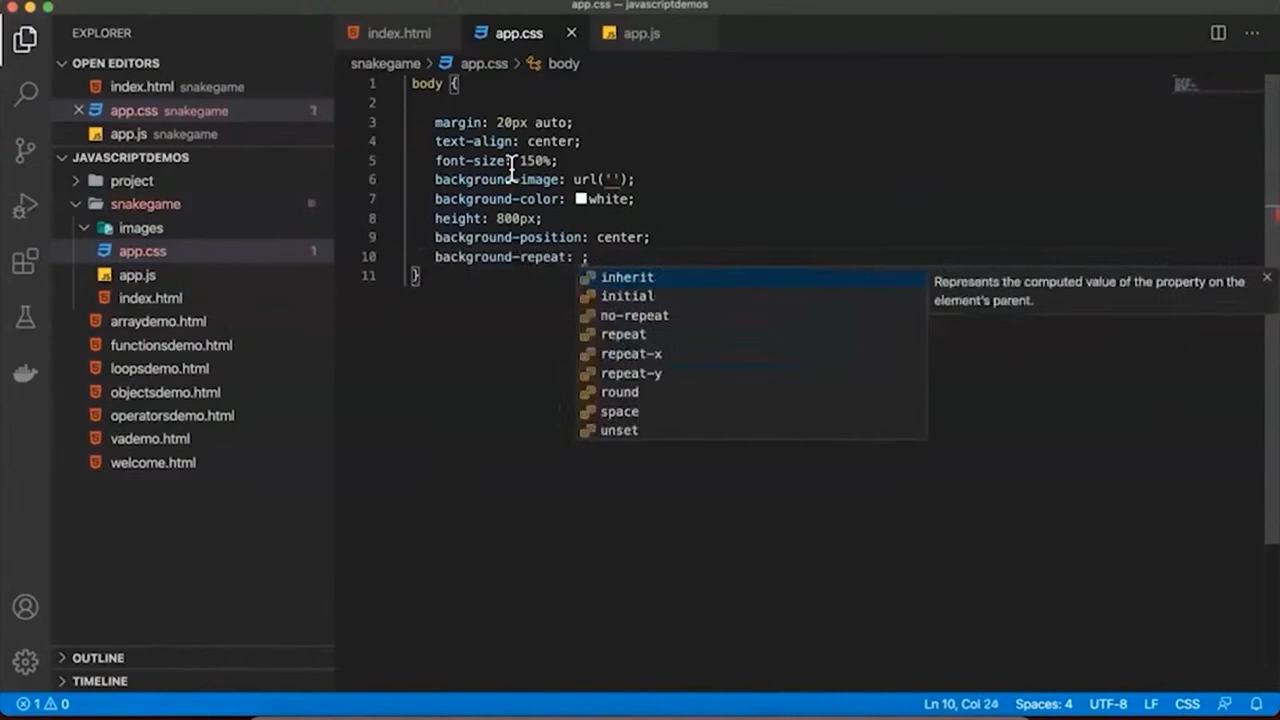 app.css — javascriptdemos
EXPLORER
index.html
app.css
app.js
OPEN EDITORS
index.html snakegame
app.css snakegame
app.js snakegame
JAVASCRIPTDEMOS
project
snakegame
images
app.css 1
app.js
index.html
arraydemo.html
functionsdemo.html
loopsdemo.html
objectsdemo.html
operatorsdemo.html
vademo.html
welcome.html
OUTLINE
TIMELINE
snakegame > app.css > body
1 body {
2
3 margin: 20px auto;
4 text-align: center;
5 font-size: 150%;
6 background-image: url('');
7 background-color: white;
8 height: 800px;
9 background-position: center;
10 background-repeat: ;
11 }
inherit
initial
no-repeat
repeat
repeat-x
repeat-y
round
space
unset
Represents the computed value of the property on the
element's parent.
1 0
Ln 10, Col 24 Spaces: 4 UTF-8 LF CSS